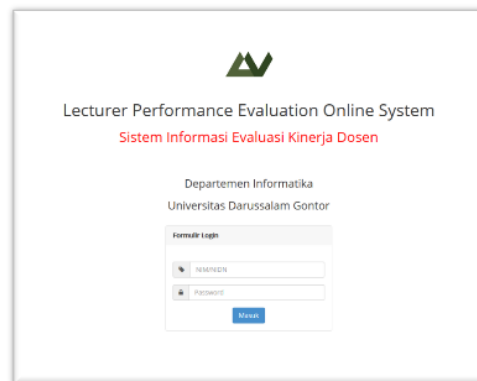 Lecturer Performance Evaluation Online System
Sistem Informasi Evaluasi Kinerja Dosen
Departemen Informatika
Universitas Darussalam Gontor
Formulir Login
NIM/NIDN
Password
Masuk